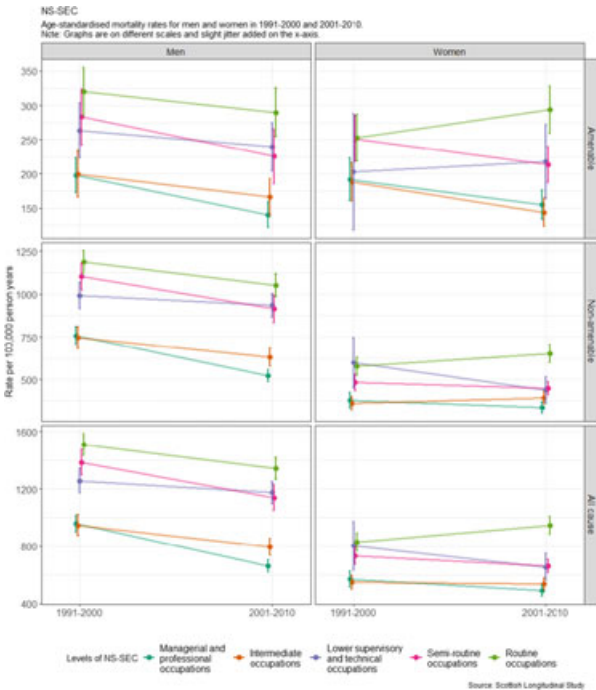 NS-SEC
Age-standardised mortality rates for men and women in 1991-2000 and 2001-2010.
Note: Graphs are on different scales and slight jitter added on the x-axis.
Men
Women
350
300
250
200
150
Amenable
1250
1000
750
500
Non-amenable
Rate per 100,000 person years
1600
1200
800
400
All cause
1991-2000
2001-2010
1991-2000
2001-2010
Levels of NS-SEC
Managerial and
professional
occupations
Intermediate
occupations
Lower supervisory
and technical
occupations
Semi-routine
occupations
Routine
occupations
Source: Scottish Longitudinal Study